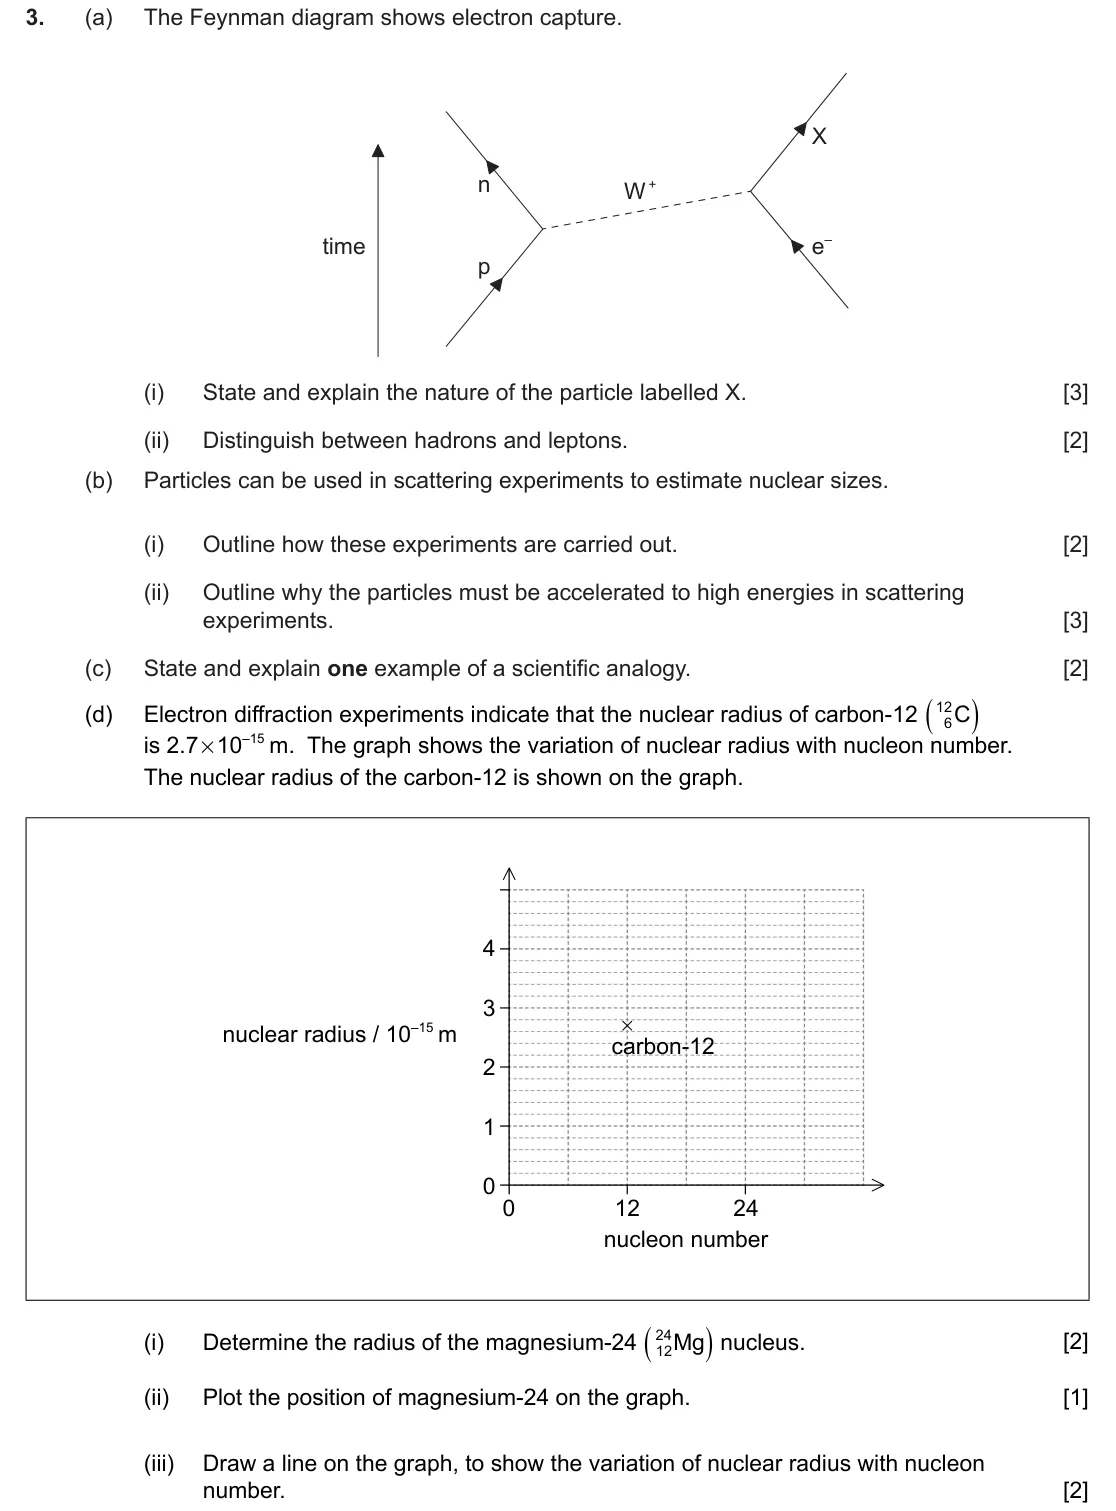 3. (a) The Feynman diagram shows electron capture.
X
n
W⁺
time
e⁻
p
(i) State and explain the nature of the particle labelled X. [3]
(ii) Distinguish between hadrons and leptons. [2]
(b) Particles can be used in scattering experiments to estimate nuclear sizes.
(i) Outline how these experiments are carried out. [2]
(ii) Outline why the particles must be accelerated to high energies in scattering
experiments. [3]
(c) State and explain one example of a scientific analogy. [2]
(d) Electron diffraction experiments indicate that the nuclear radius of carbon-12 (¹²₆C)
is 2.7×10⁻¹⁵ m. The graph shows the variation of nuclear radius with nucleon number.
The nuclear radius of the carbon-12 is shown on the graph.
4
3
nuclear radius / 10⁻¹⁵ m
carbon-12
2
1
0
0 12 24
nucleon number
(i) Determine the radius of the magnesium-24 (²⁴₁₂Mg) nucleus. [2]
(ii) Plot the position of magnesium-24 on the graph. [1]
(iii) Draw a line on the graph, to show the variation of nuclear radius with nucleon
number. [2]